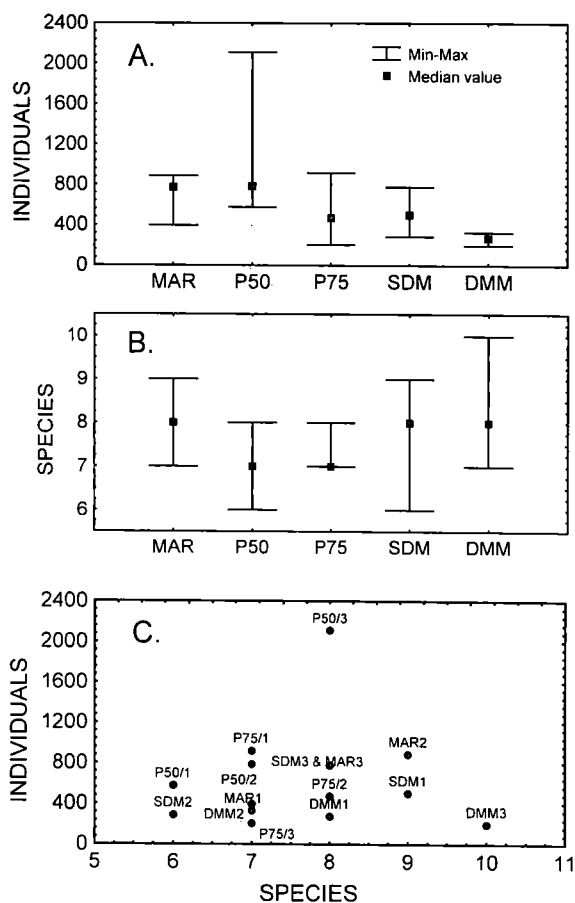 A.
Min-Max
Median value
INDIVIDUALS
2400
2000
1600
1200
800
400
0
MAR P50 P75 SDM DMM
B.
SPECIES
10
9
8
7
6
MAR P50 P75 SDM DMM
C.
INDIVIDUALS
2400
2000
1600
1200
800
400
0
P50/3
P75/1
MAR2
SDM3 & MAR3
P50/1
P50/2
P75/2
SDM1
SDM2
MAR1
DMM2
DMM1
DMM3
P75/3
5 6 7 8 9 10 11
SPECIES